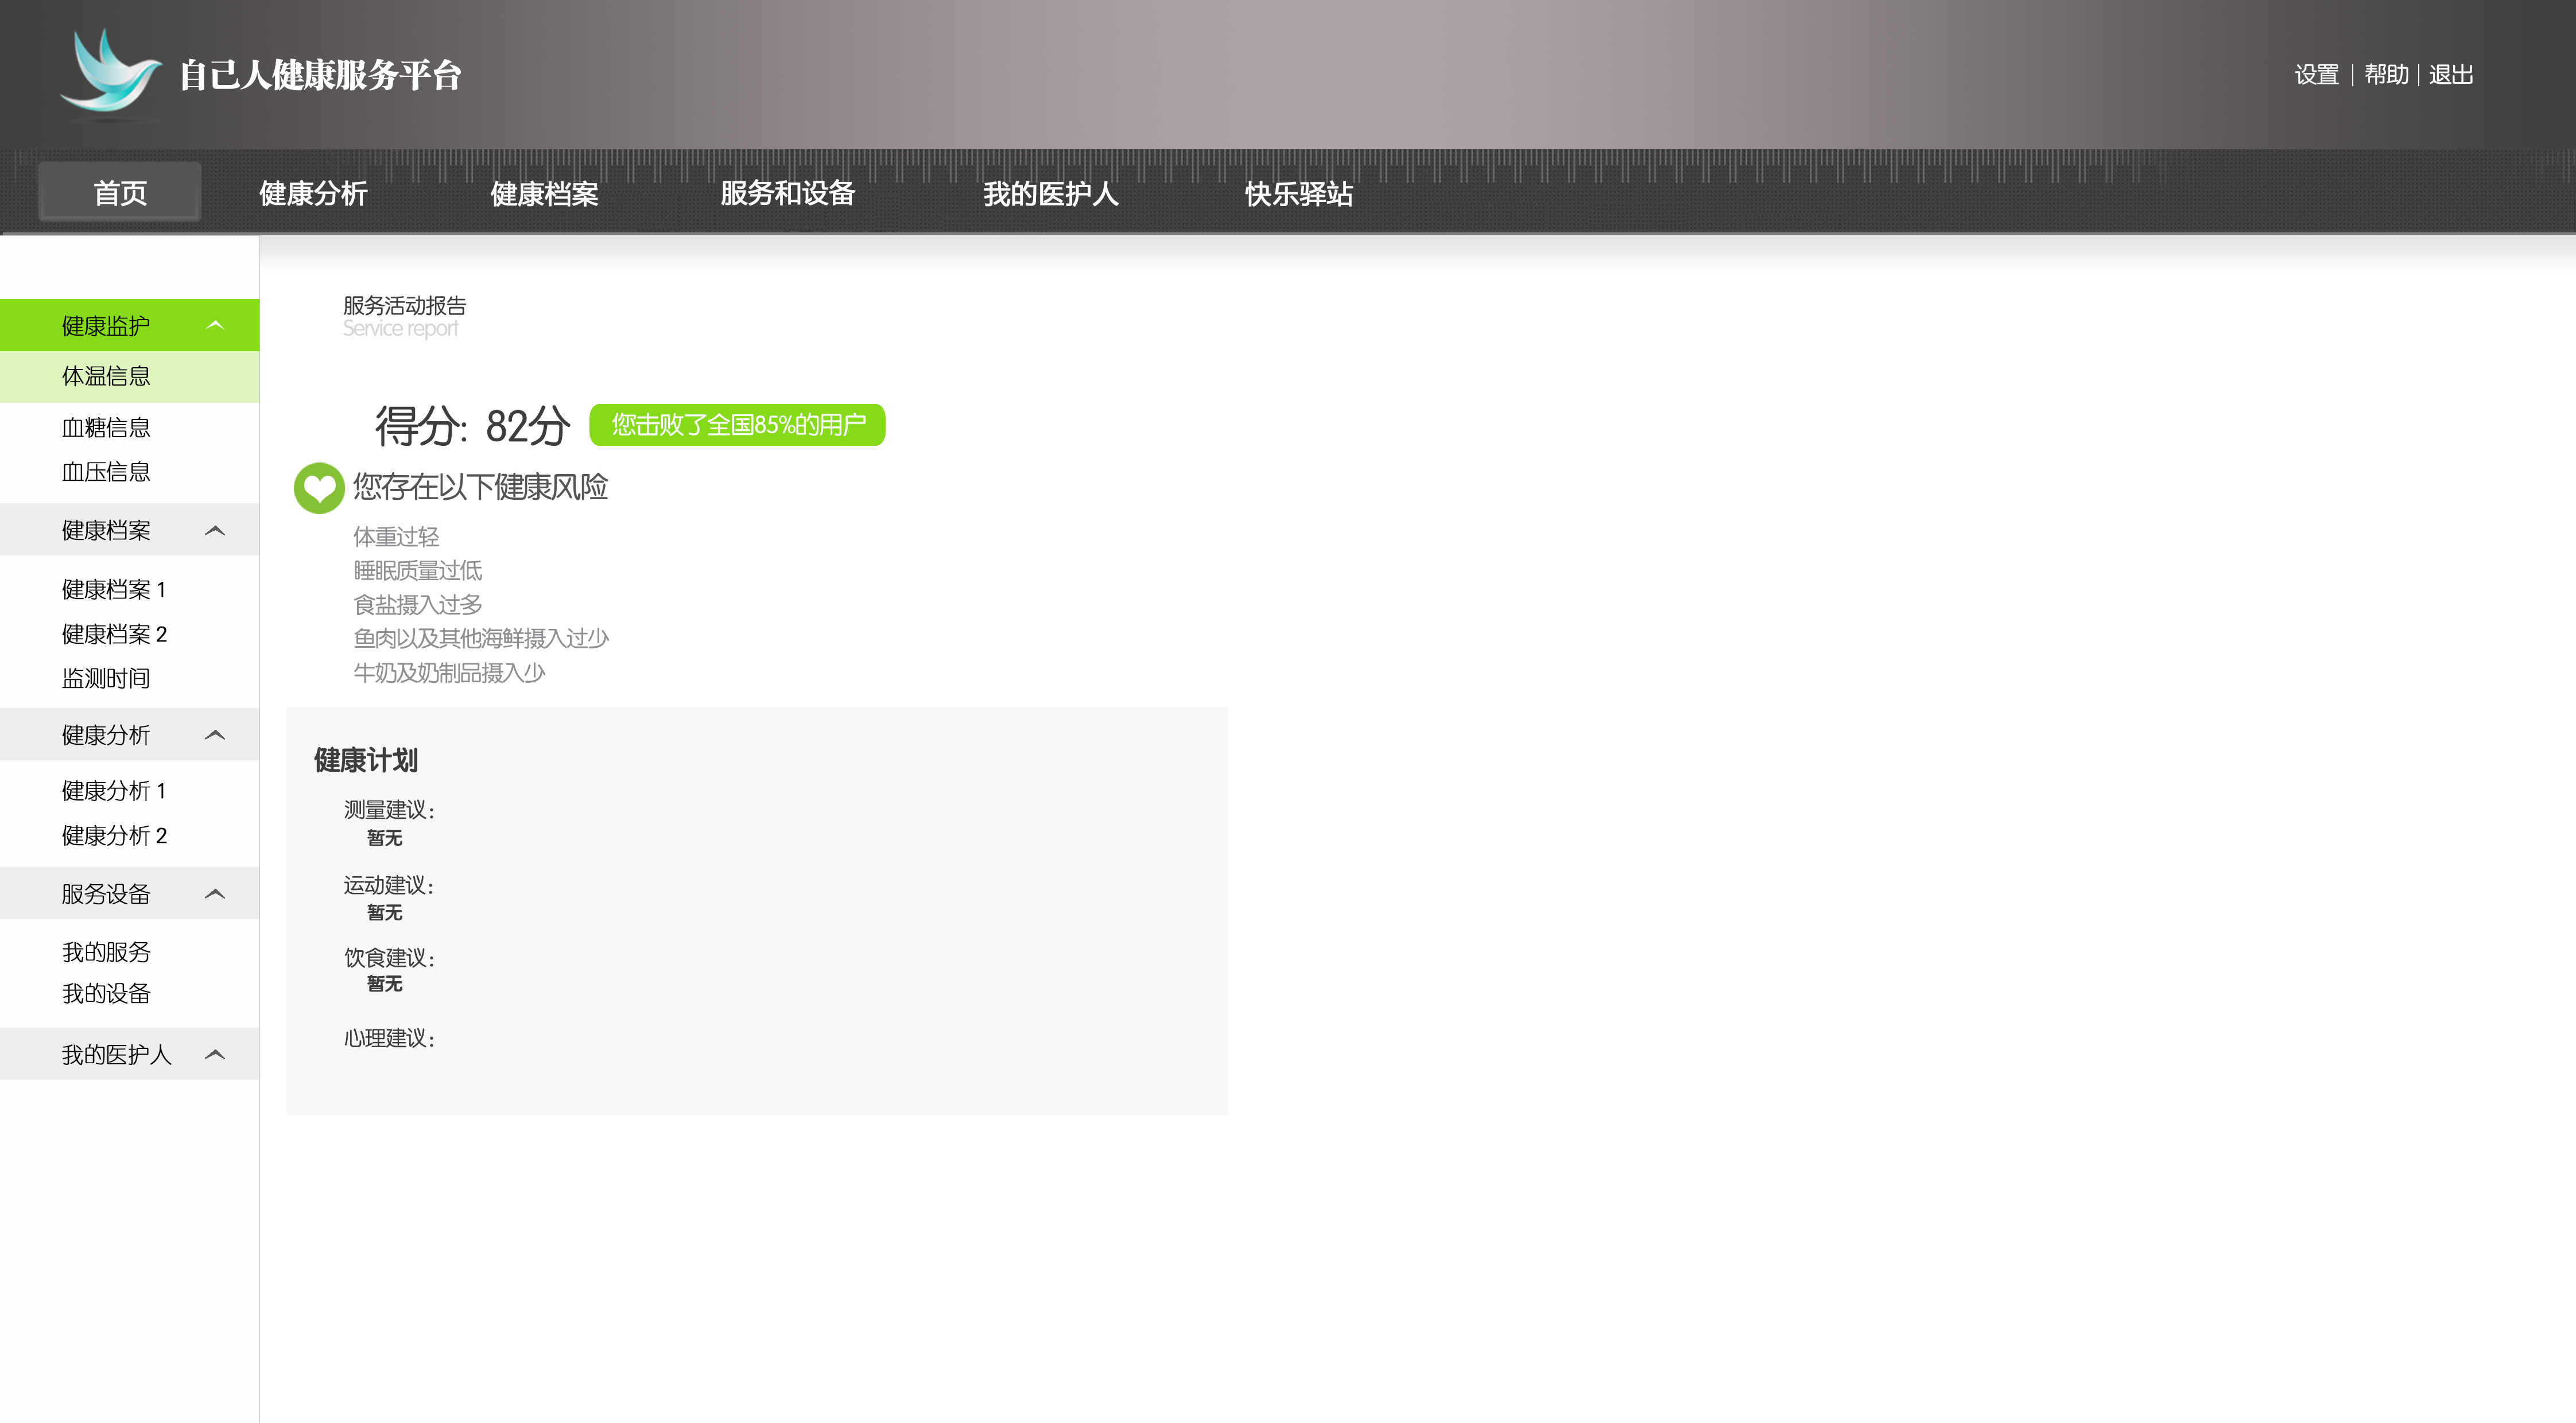 自己人健康服务平台
设置 | 帮助 | 退出
首页 健康分析 健康档案 服务和设备 我的医护人 快乐驿站
健康监护
体温信息
血糖信息
血压信息
健康档案
健康档案 1
健康档案 2
监测时间
健康分析
健康分析 1
健康分析 2
服务设备
我的服务
我的设备
我的医护人
服务活动报告
Service report
得分: 82分 您击败了全国85%的用户
您存在以下健康风险
体重过轻
睡眠质量过低
食盐摄入过多
鱼肉以及其他海鲜摄入过少
牛奶及奶制品摄入少
健康计划
测量建议:
暂无
运动建议:
暂无
饮食建议:
暂无
心理建议: